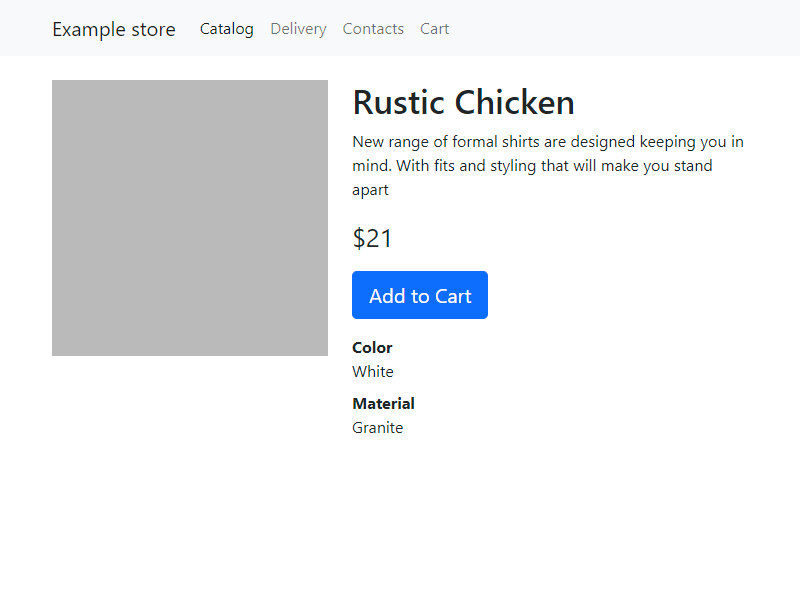 Example store Catalog Delivery Contacts Cart
Rustic Chicken
New range of formal shirts are designed keeping you in
mind. With fits and styling that will make you stand
apart
$21
Add to Cart
Color
White
Material
Granite